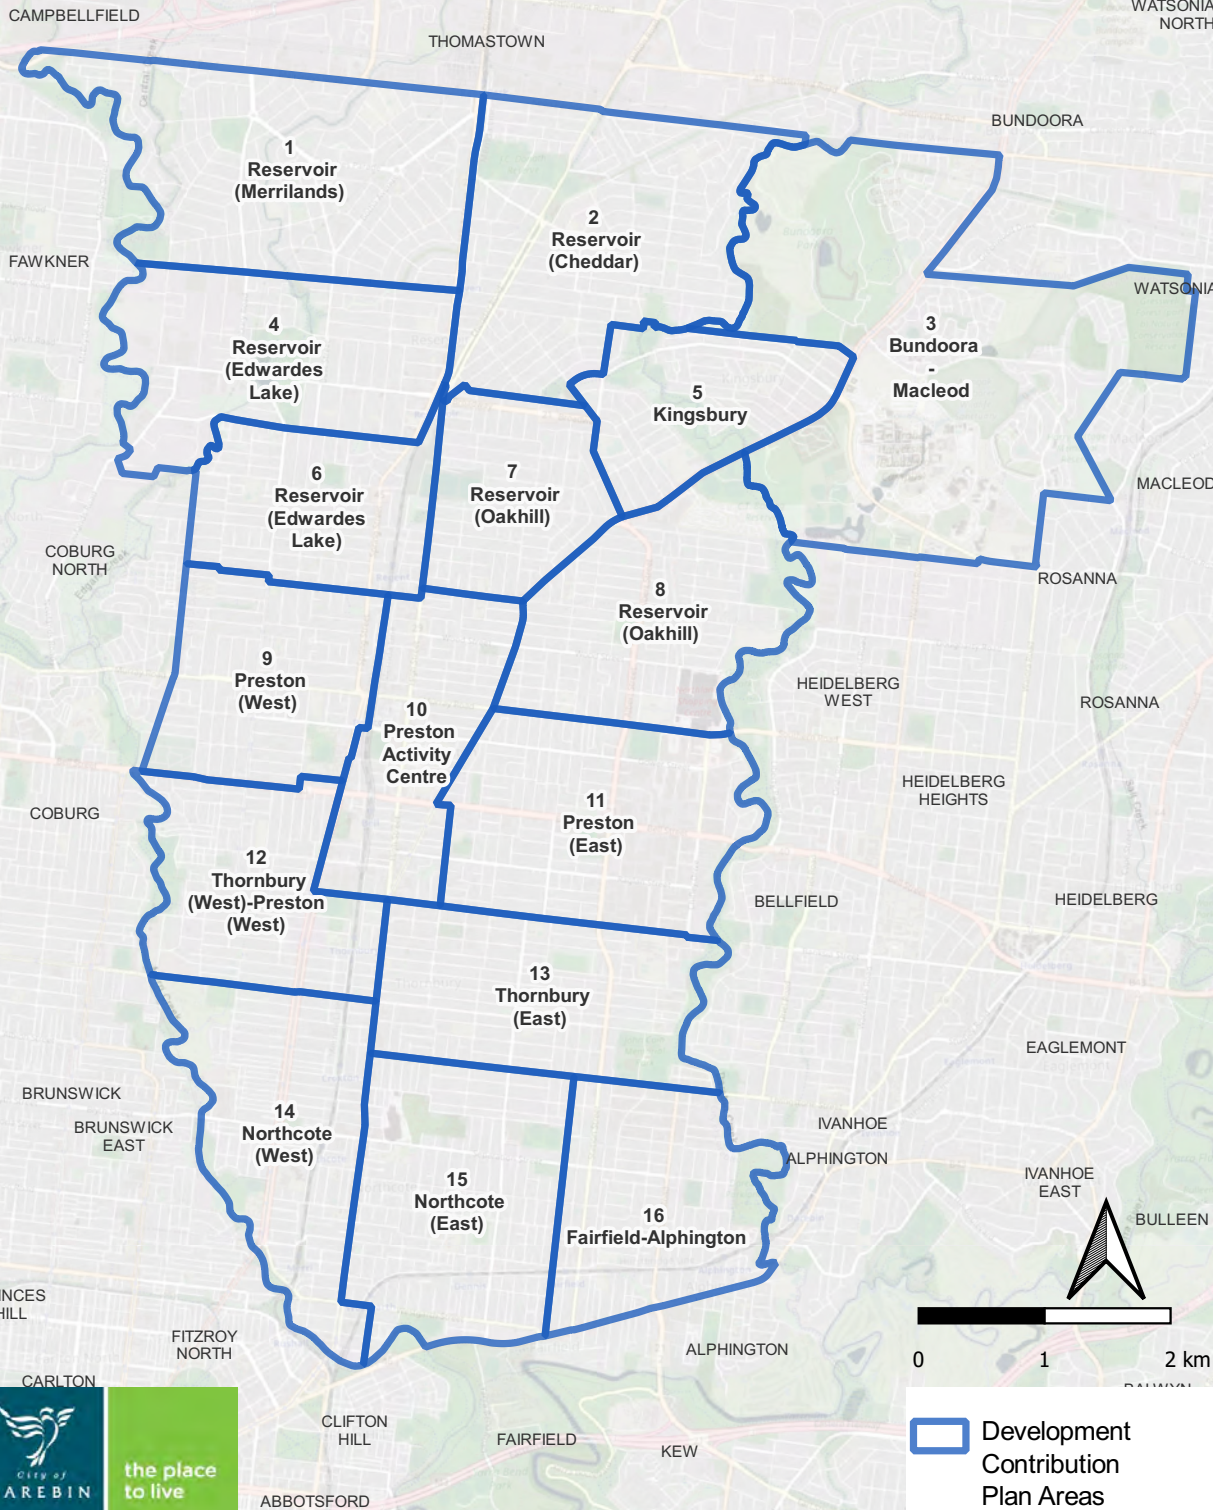 CAMPBELLFIELD
THOMASTOWN
WATSONIA
NORTH
BUNDOORA
1
Reservoir
(Merrilands)
2
Reservoir
(Cheddar)
FAWKNER
WATSONIA
3
Bundoora
-
Macleod
4
Reservoir
(Edwardes
Lake)
5
Kingsbury
6
Reservoir
(Edwardes
Lake)
7
Reservoir
(Oakhill)
MACLEOD
COBURG
NORTH
ROSANNA
8
Reservoir
(Oakhill)
9
Preston
(West)
HEIDELBERG
WEST
ROSANNA
10
Preston
Activity
Centre
HEIDELBERG
HEIGHTS
COBURG
11
Preston
(East)
12
Thornbury
(West)-Preston
(West)
BELLFIELD
HEIDELBERG
13
Thornbury
(East)
EAGLEMONT
BRUNSWICK
BRUNSWICK
EAST
14
Northcote
(West)
IVANHOE
ALPHINGTON
IVANHOE
EAST
15
Northcote
(East)
16
Fairfield-Alphington
BULLEEN
INCES
HILL
FITZROY
NORTH
ALPHINGTON
0 1 2 km
CARLTON
CLIFTON
HILL
FAIRFIELD
KEW
ABBOTSFORD
City of
AREBIN
the place
to live
Development
Contribution
Plan Areas